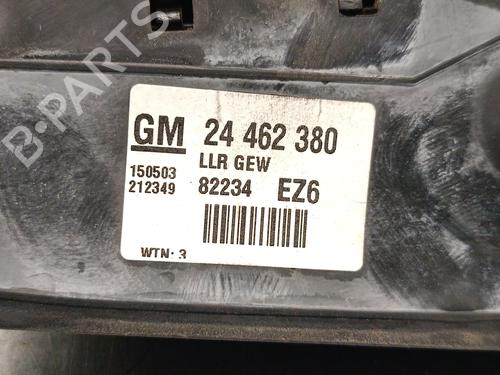 B-PARTS
GM 24 462 380
LLR GEW
150503
212349 82234 EZ6
WTN: 3